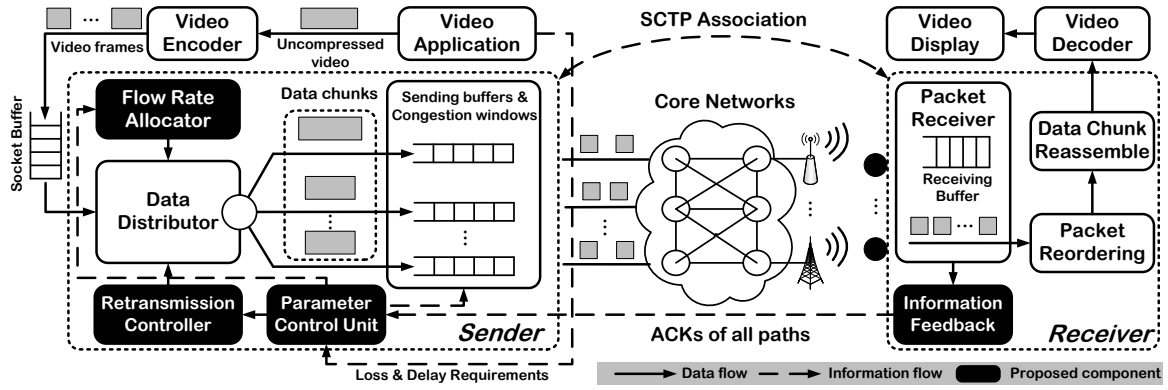 Video frames
Video
Encoder
Uncompressed
video
Video
Application
SCTP Association
Video
Display
Video
Decoder
Socket Buffer
Flow Rate
Allocator
Data chunks
Sending buffers &
Congestion windows
Data
Distributor
Retransmission
Controller
Parameter
Control Unit
Sender
Loss & Delay Requirements
Core Networks
ACKs of all paths
Packet
Receiver
Receiving
Buffer
Data Chunk
Reassemble
Packet
Reordering
Information
Feedback
Receiver
Data flow
Information flow
Proposed component